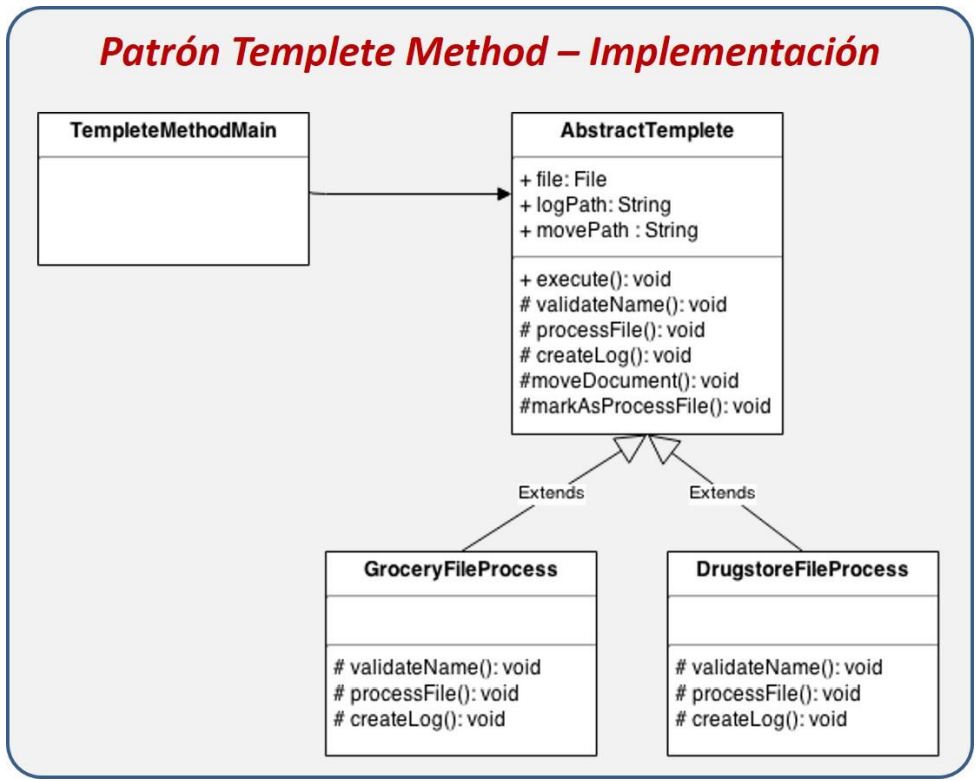 Patrón Templete Method – Implementación
TempleteMethodMain
AbstractTemplete
+ file: File
+ logPath: String
+ movePath : String
+ execute(): void
# validateName(): void
# processFile(): void
# createLog(): void
#moveDocument(): void
#markAsProcessFile(): void
Extends
Extends
GroceryFileProcess
# validateName(): void
# processFile(): void
# createLog(): void
DrugstoreFileProcess
# validateName(): void
# processFile(): void
# createLog(): void